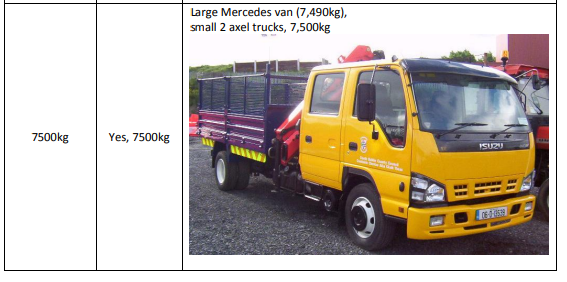 Large Mercedes van (7,490kg),
small 2 axel trucks, 7,500kg
7500kg
Yes, 7500kg
ISUZU